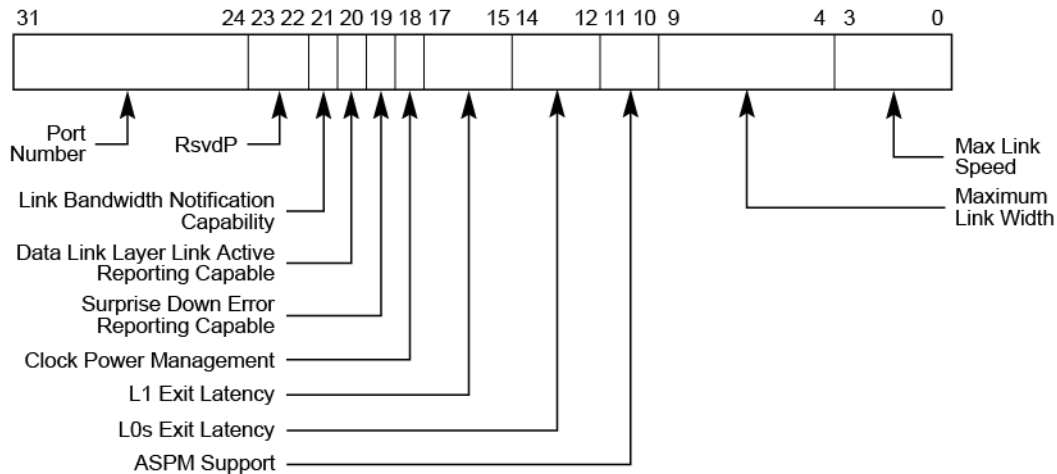 31 24 23 22 21 20 19 18 17 15 14 12 11 10 9 4 3 0
Port
Number
RsvdP
Link Bandwidth Notification
Capability
Data Link Layer Link Active
Reporting Capable
Surprise Down Error
Reporting Capable
Clock Power Management
L1 Exit Latency
L0s Exit Latency
ASPM Support
Max Link
Speed
Maximum
Link Width